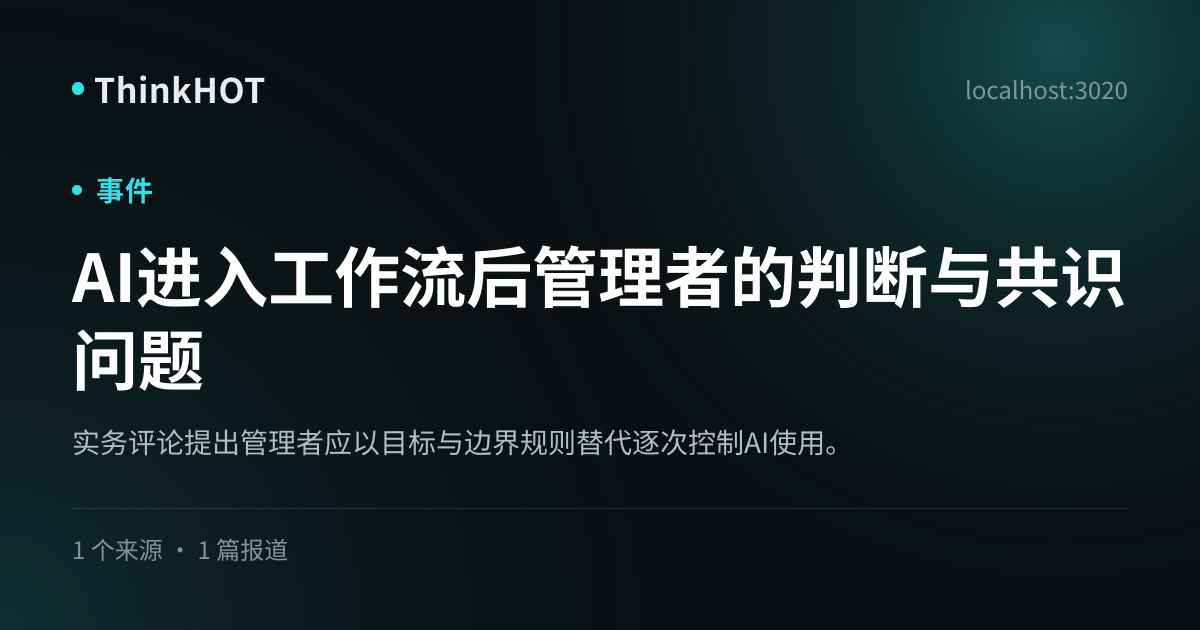 ThinkHOT
localhost:3020
事件
AI进入工作流后管理者的判断与共识
问题
实务评论提出管理者应以目标与边界规则替代逐次控制AI使用。
1 个来源 · 1 篇报道